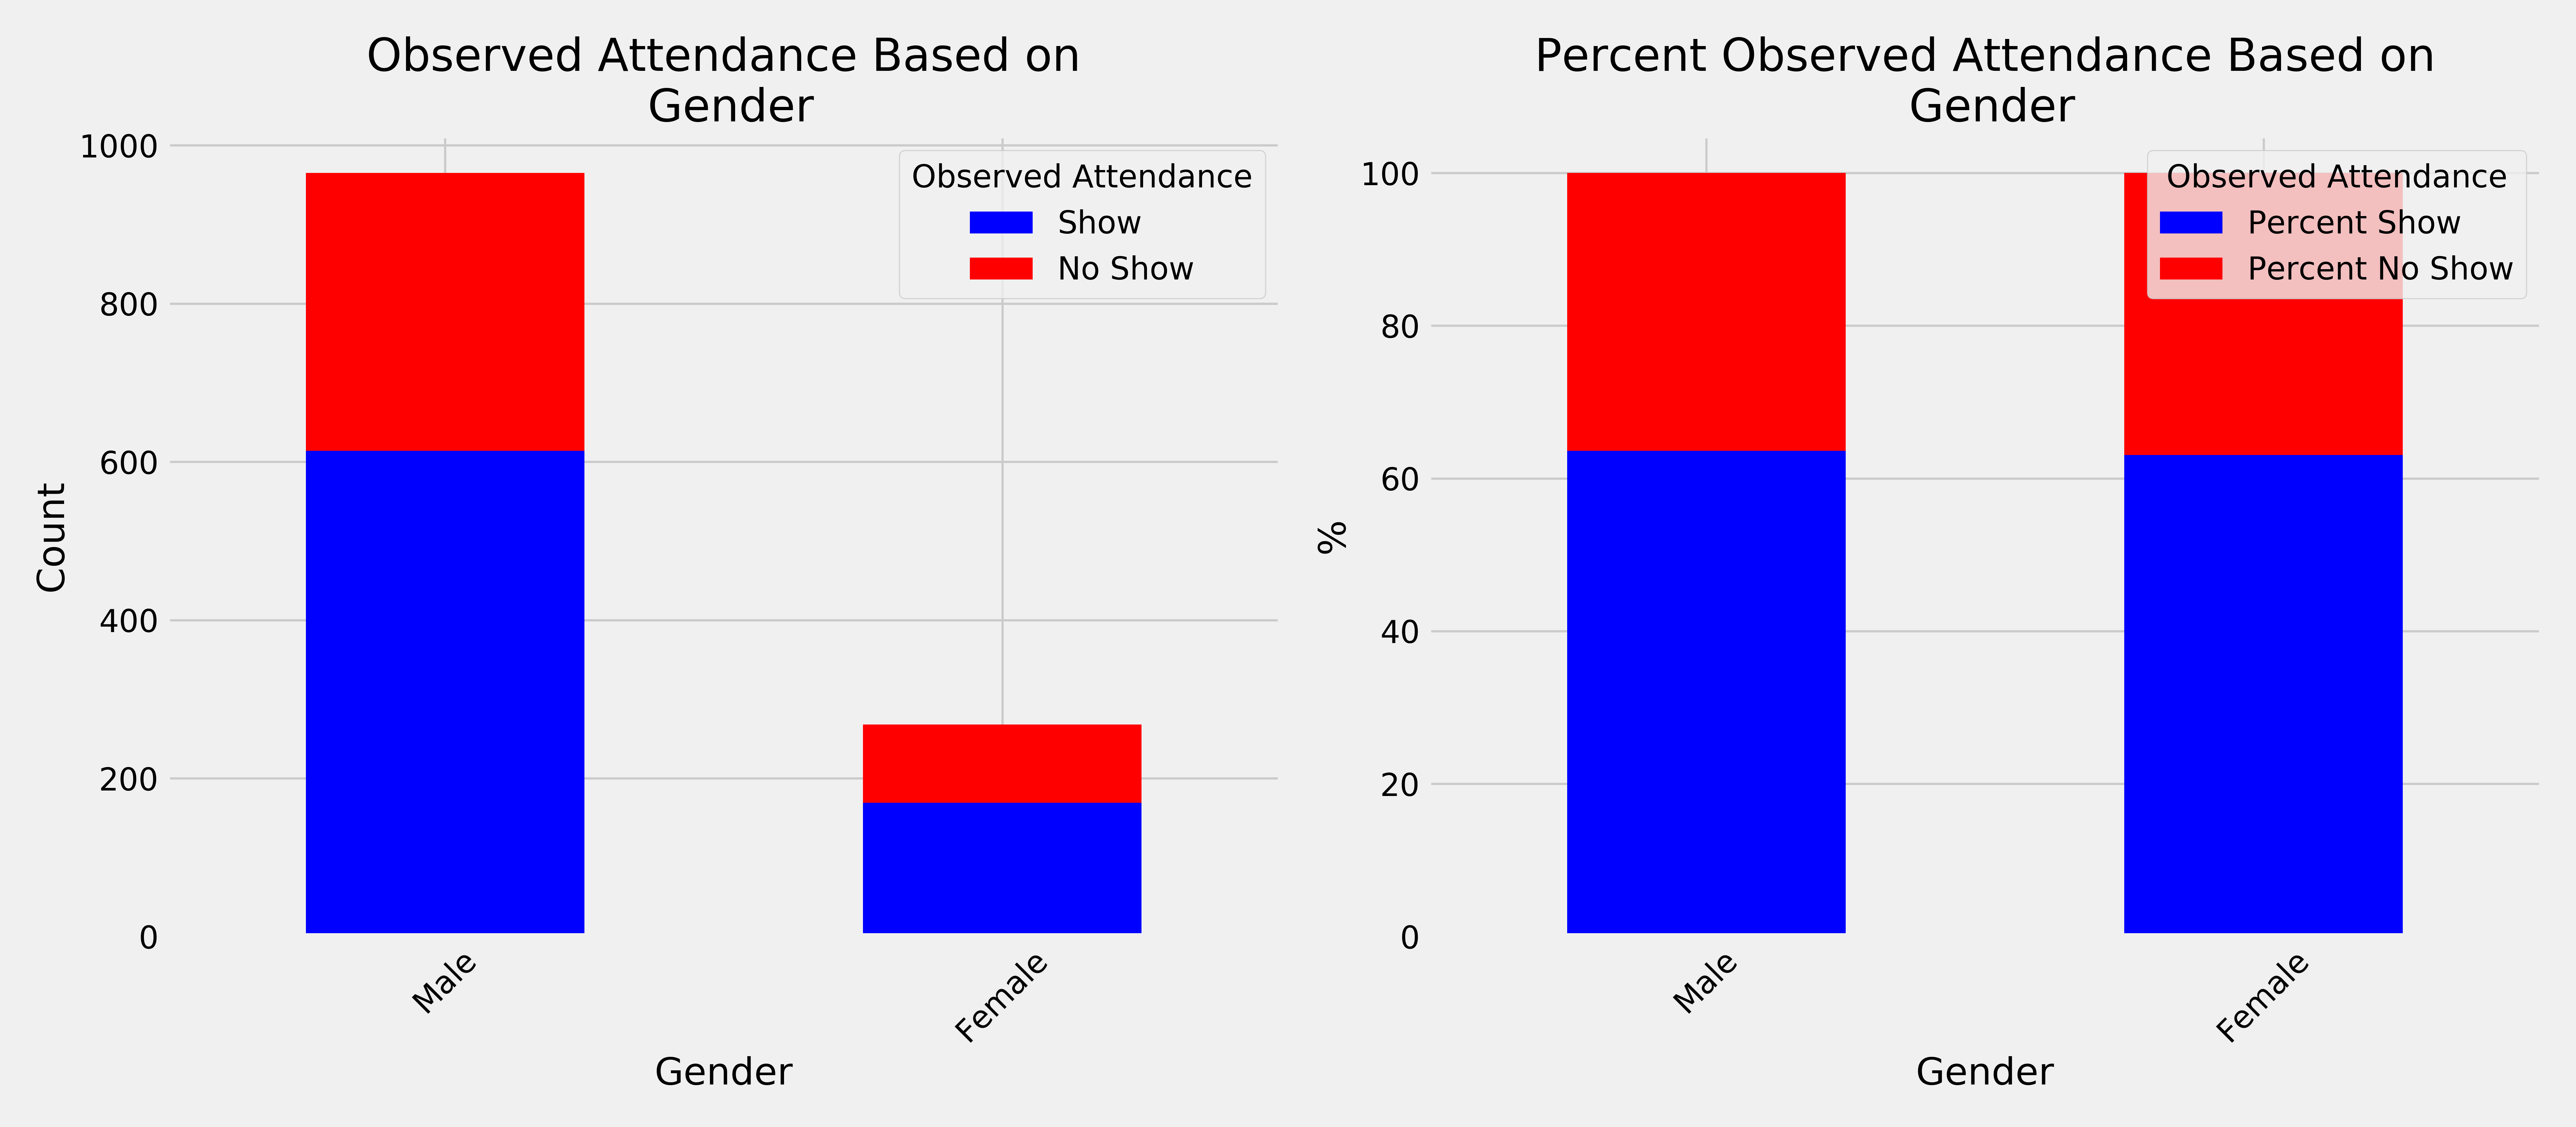 Observed Attendance Based on
Gender
1000
800
600
400
200
0
Count
Observed Attendance
Show
No Show
Male
Female
Gender
Percent Observed Attendance Based on
Gender
100
80
60
40
20
0
%
Observed Attendance
Percent Show
Percent No Show
Male
Female
Gender